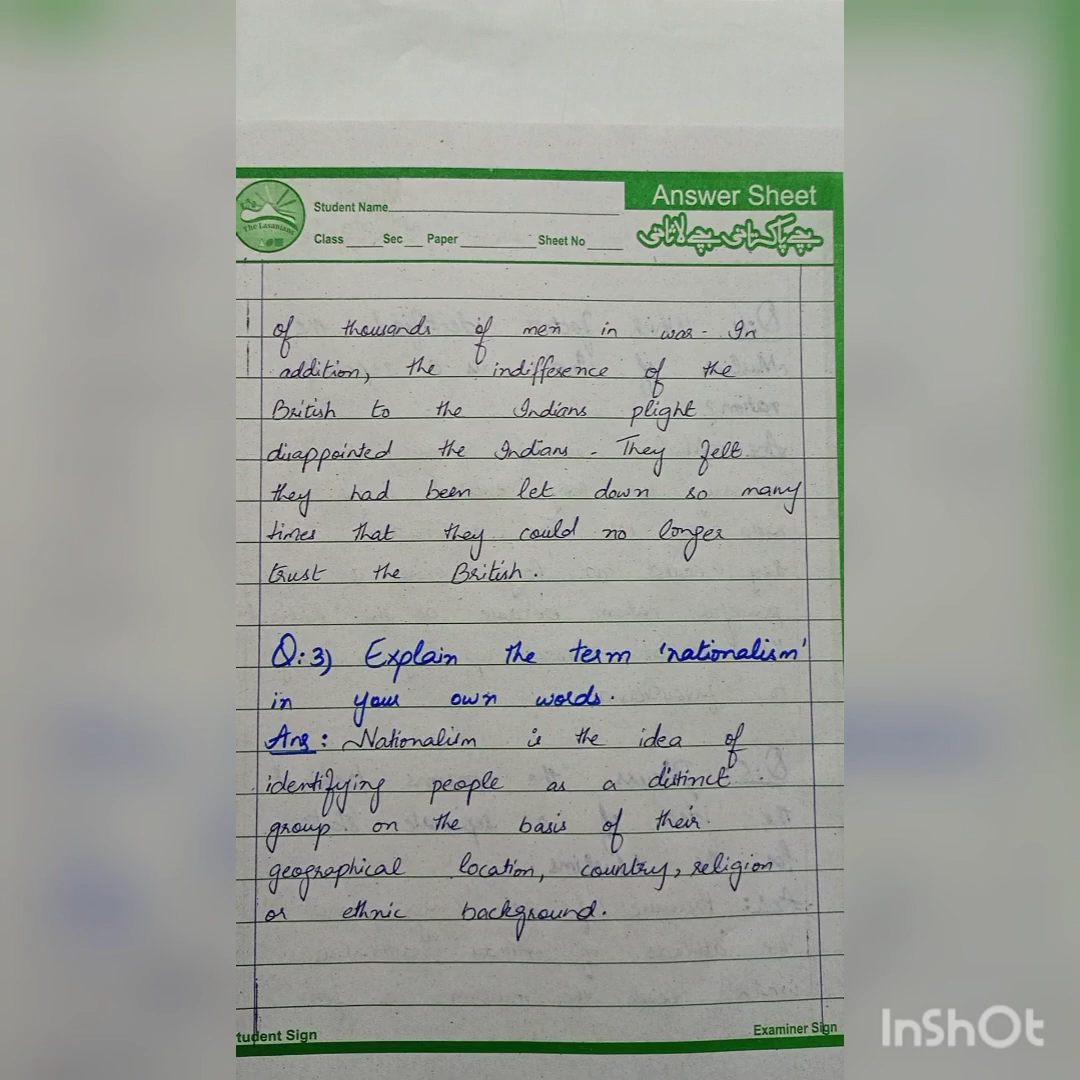 Answer Sheet
The Lasanians
Student Name
Class Sec Paper Sheet No
بچے پاکستانی بچے لاثانی
of thousands of men in war. In
addition, the indifference of the
British to the Indians plight
disappointed the Indians. They felt
they had been let down so many
times that they could no longer
trust the British.
Q:3) Explain the term 'nationalism'
in your own words.
Ans: Nationalism is the idea of
identifying people as a distinct
group on the basis of their
geographical location, country, religion
or ethnic background.
tudent Sign Examiner Sign
InShOt